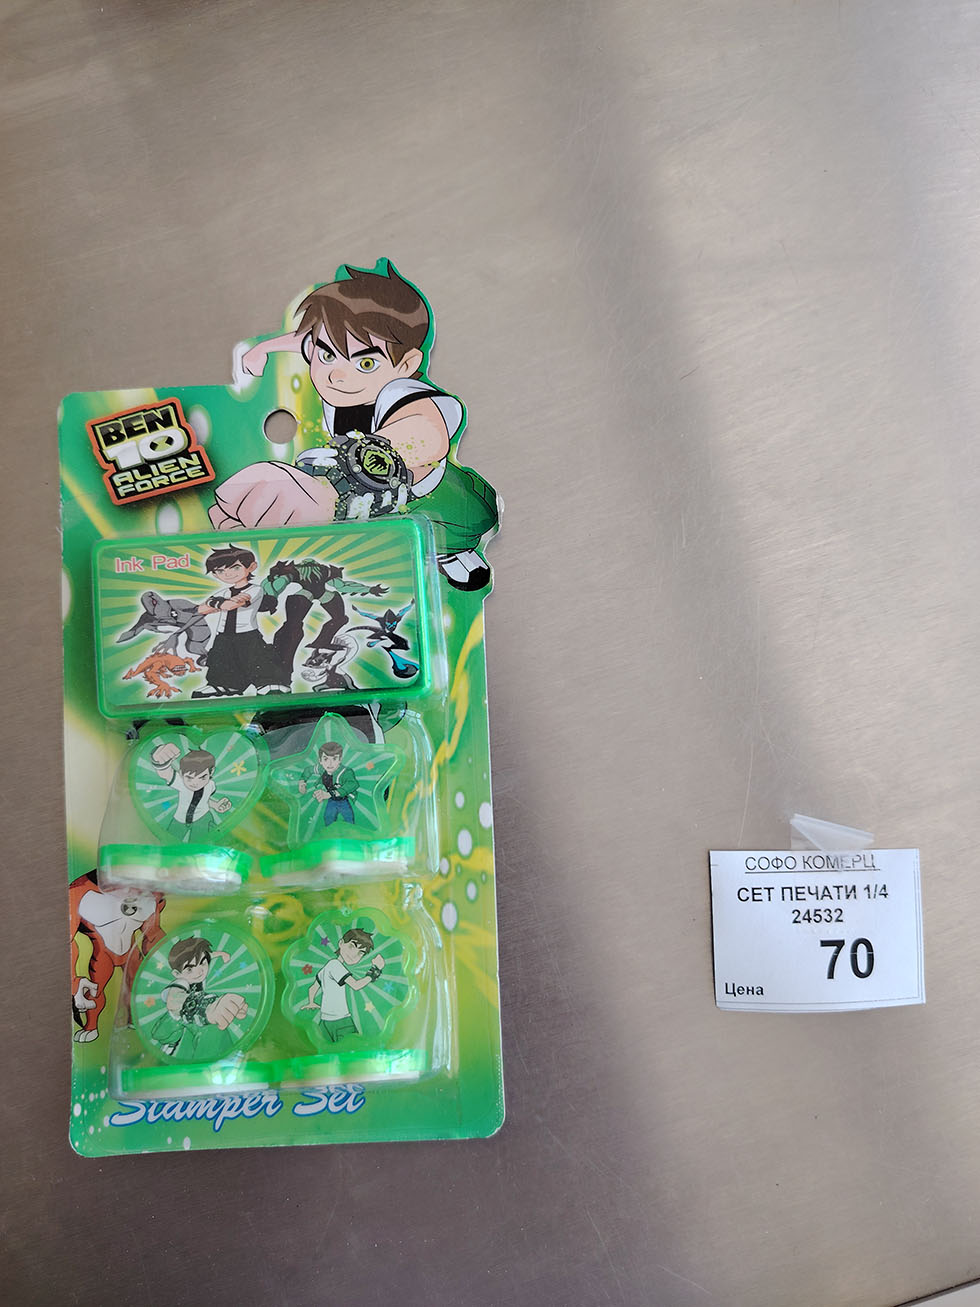 BEN
10
ALIEN
FORCE
Ink Pad
Stamper Set
СОФО КОМЕРЦ
СЕТ ПЕЧАТИ 1/4
24532
70
Цена